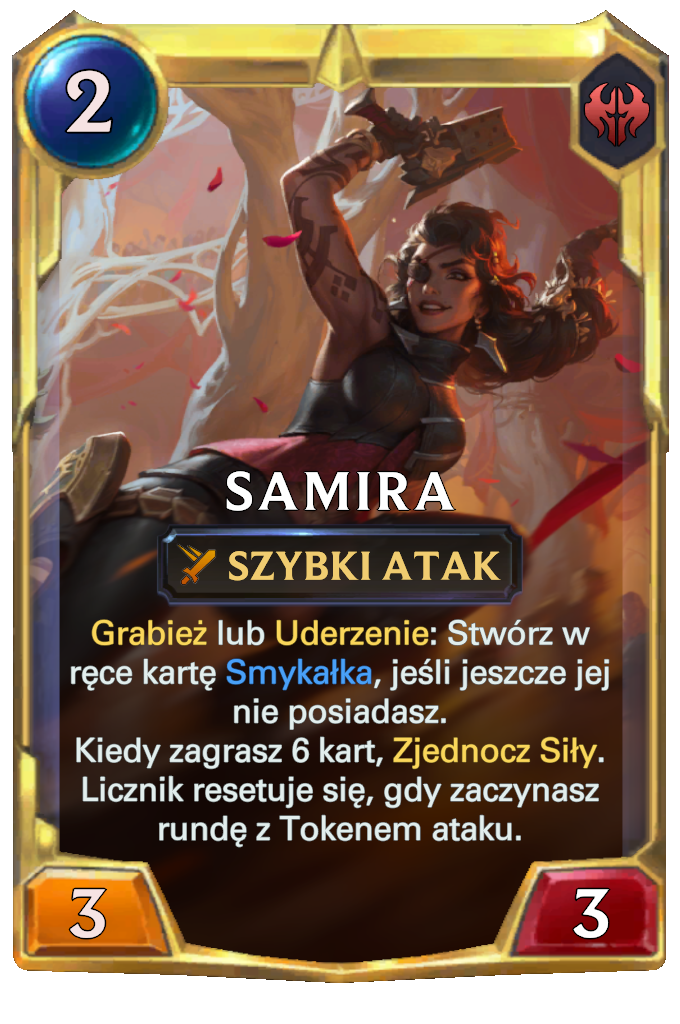 2
SAMIRA
SZYBKI ATAK
Grabież lub Uderzenie: Stwórz w
ręce kartę Smykałka, jeśli jeszcze jej
nie posiadasz.
Kiedy zagrasz 6 kart, Zjednocz Siły.
Licznik resetuje się, gdy zaczynasz
rundę z Tokenem ataku.
3
3